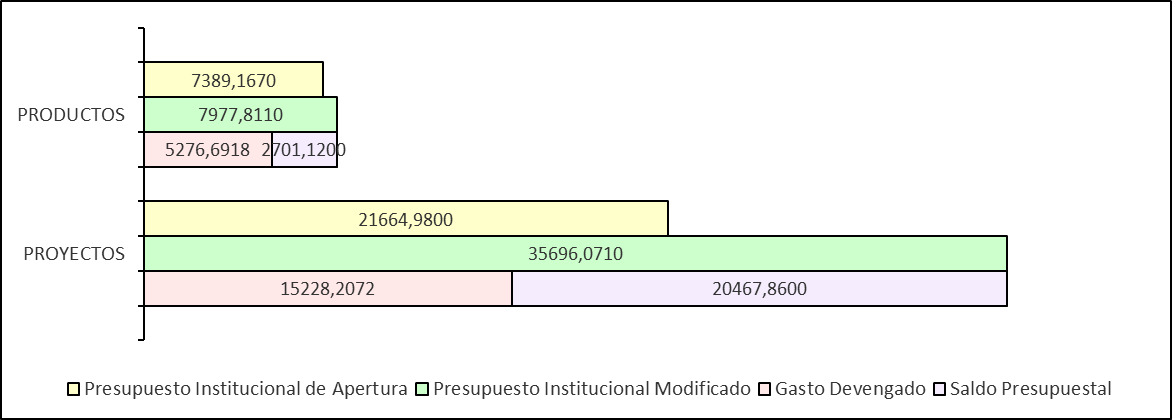 7389,1670
PRODUCTOS
7977,8110
5276,6918 2701,1200
21664,9800
PROYECTOS
35696,0710
15228,2072 20467,8600
Presupuesto Institucional de Apertura Presupuesto Institucional Modificado Gasto Devengado Saldo Presupuestal